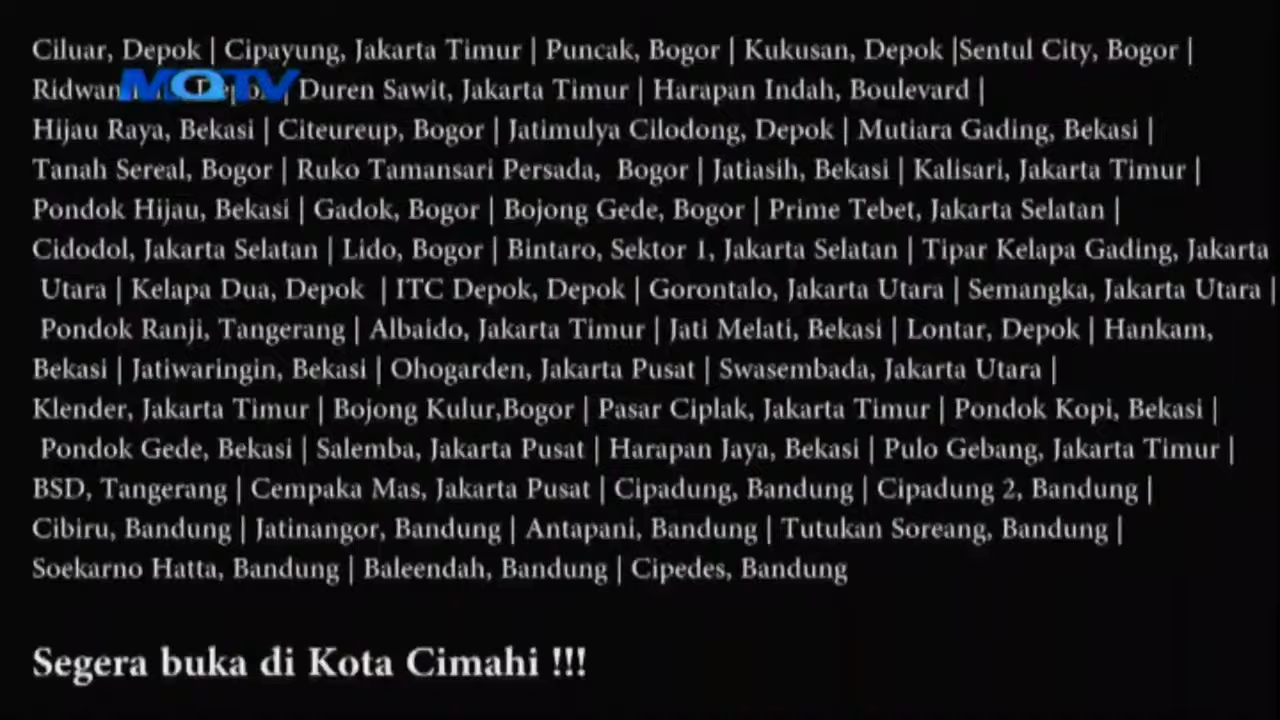 Ciluar, Depok | Cipayung, Jakarta Timur | Puncak, Bogor | Kukusan, Depok |Sentul City, Bogor |
MQTV
Depok | Duren Sawit, Jakarta Timur | Harapan Indah, Boulevard |
Hijau Raya, Bekasi | Citeureup, Bogor | Jatimulya Cilodong, Depok | Mutiara Gading, Bekasi |
Tanah Sereal, Bogor | Ruko Tamansari Persada, Bogor | Jatiasih, Bekasi | Kalisari, Jakarta Timur |
Pondok Hijau, Bekasi | Gadok, Bogor | Bojong Gede, Bogor | Prime Tebet, Jakarta Selatan |
Cidodol, Jakarta Selatan | Lido, Bogor | Bintaro, Sektor 1, Jakarta Selatan | Tipar Kelapa Gading, Jakarta
Utara | Kelapa Dua, Depok | ITC Depok, Depok | Gorontalo, Jakarta Utara | Semangka, Jakarta Utara |
Pondok Ranji, Tangerang | Albaido, Jakarta Timur | Jati Melati, Bekasi | Lontar, Depok | Hankam,
Bekasi | Jatiwaringin, Bekasi | Ohogarden, Jakarta Pusat | Swasembada, Jakarta Utara |
Klender, Jakarta Timur | Bojong Kulur,Bogor | Pasar Ciplak, Jakarta Timur | Pondok Kopi, Bekasi |
Pondok Gede, Bekasi | Salemba, Jakarta Pusat | Harapan Jaya, Bekasi | Pulo Gebang, Jakarta Timur |
BSD, Tangerang | Cempaka Mas, Jakarta Pusat | Cipadung, Bandung | Cipadung 2, Bandung |
Cibiru, Bandung | Jatinangor, Bandung | Antapani, Bandung | Tutukan Soreang, Bandung |
Soekarno Hatta, Bandung | Baleendah, Bandung | Cipedes, Bandung
Segera buka di Kota Cimahi !!!